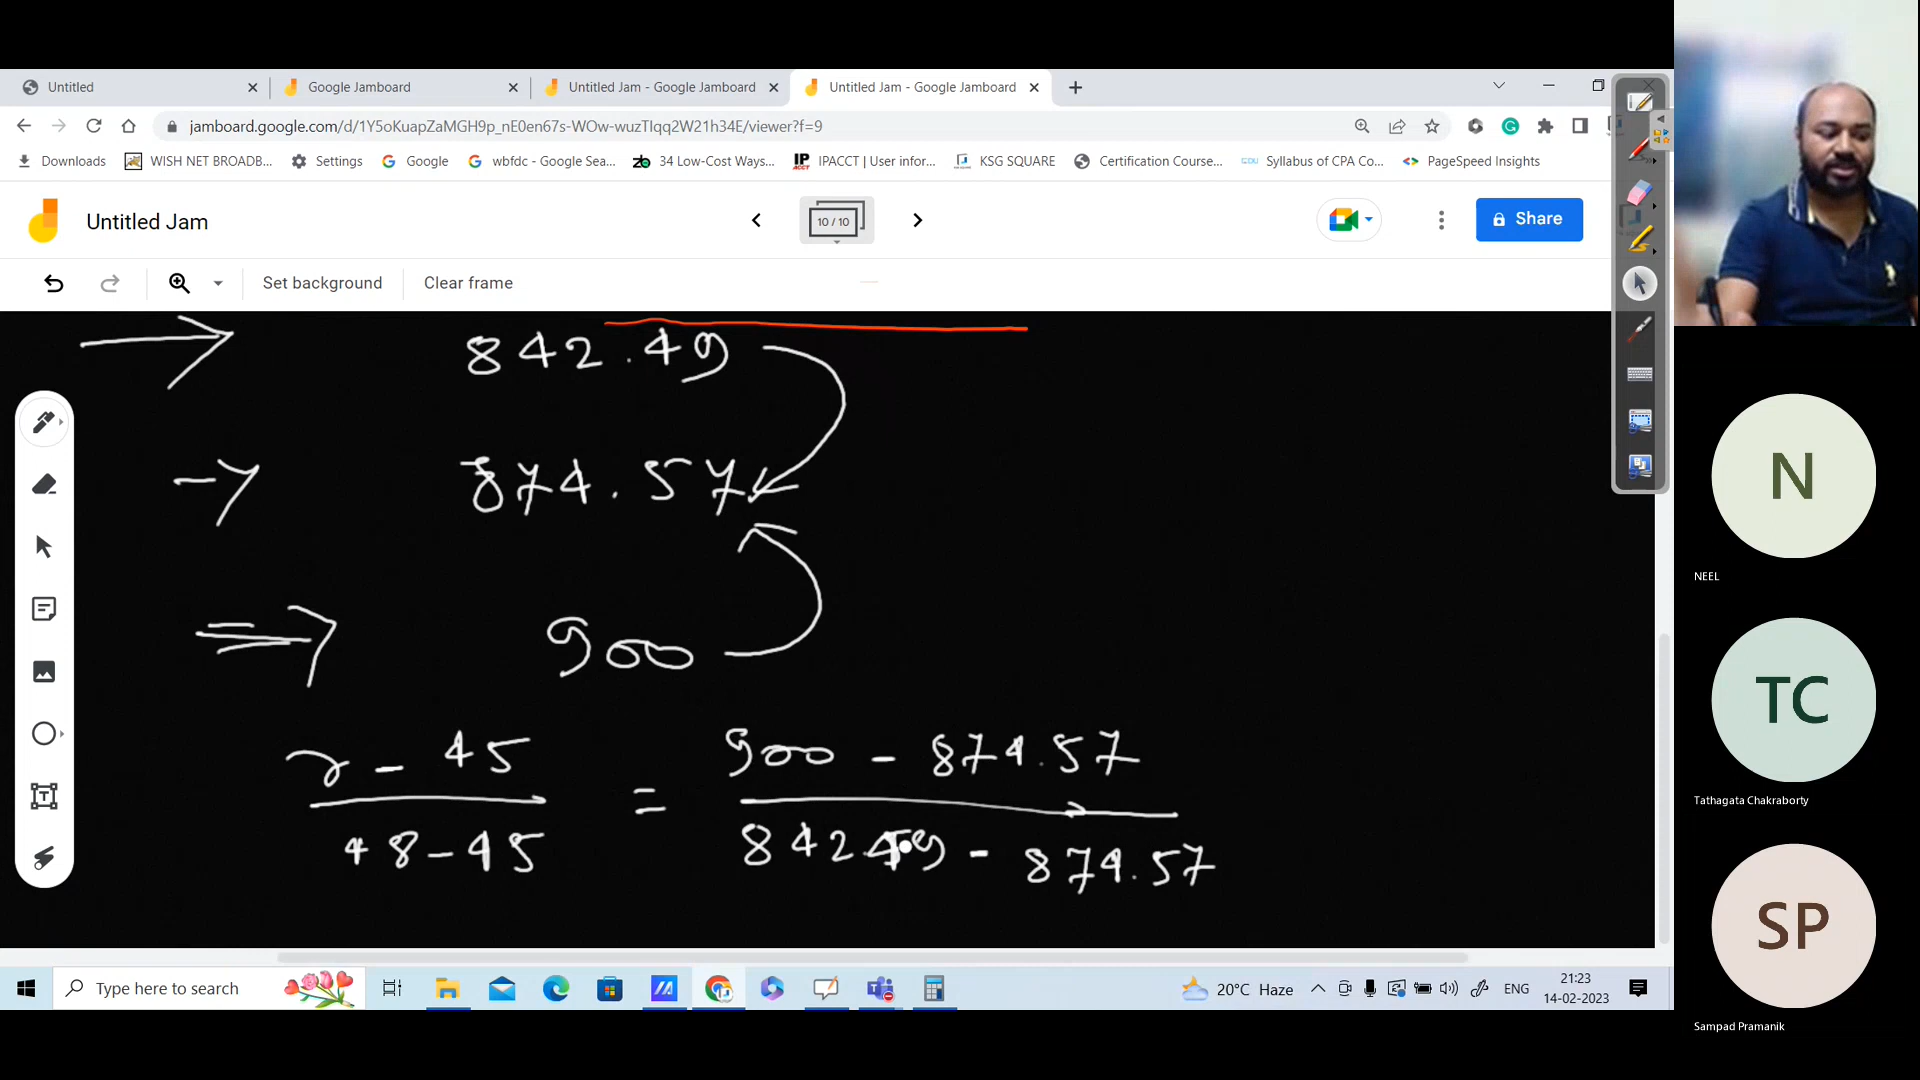 Untitled
Google Jamboard
Untitled Jam - Google Jamboard
Untitled Jam - Google Jamboard
jamboard.google.com/d/1Y5oKuapZaMGH9p_nE0en67s-WOw-wuzTIqq2W21h34E/viewer?f=9
Downloads
WISH NET BROADB...
Settings
Google
wbfdc - Google Sea...
34 Low-Cost Ways...
IPACCT | User infor...
KSG SQUARE
Certification Course...
Syllabus of CPA Co...
PageSpeed Insights
Untitled Jam
10 / 10
Share
Set background
Clear frame
842.49
874.57
900
r - 45
48 - 45
=
900 - 874.57
842.49 - 874.57
N
NEEL
TC
Tathagata Chakraborty
SP
Sampad Pramanik
Type here to search
20°C Haze
ENG
21:23
14-02-2023